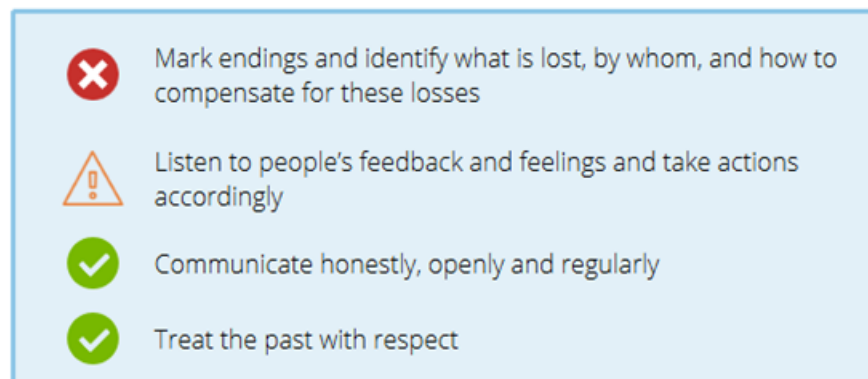 Mark endings and identify what is lost, by whom, and how to
compensate for these losses
Listen to people’s feedback and feelings and take actions
accordingly
Communicate honestly, openly and regularly
Treat the past with respect